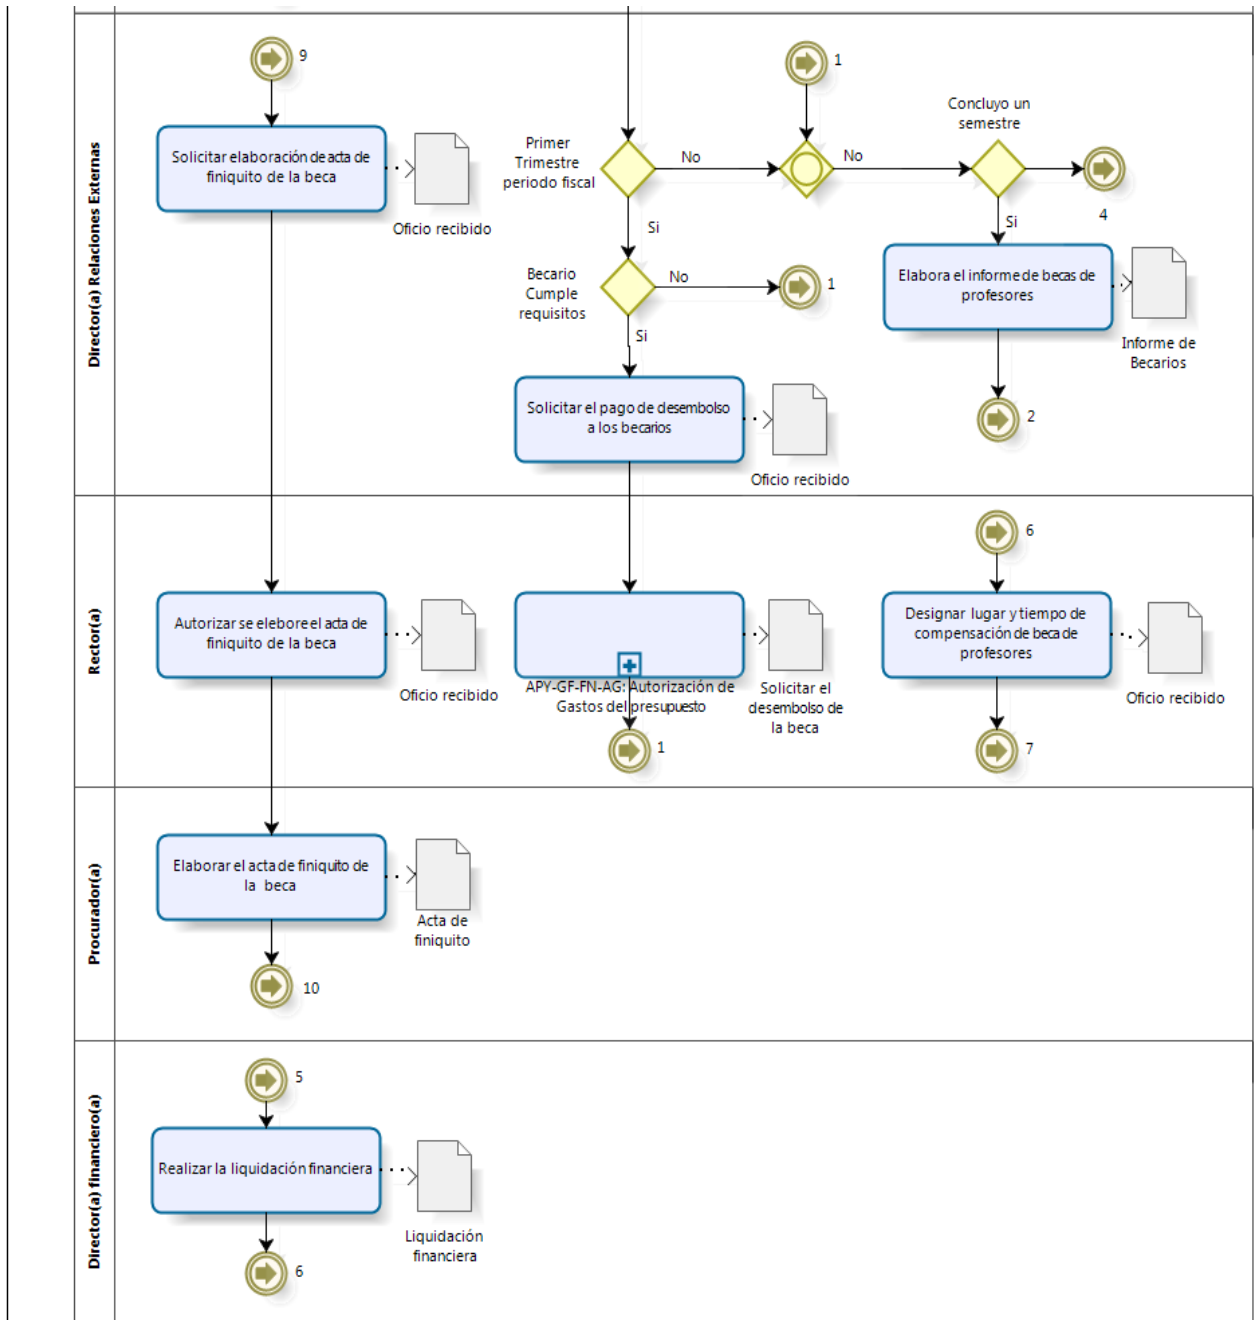 Director(a) Relaciones Externas
9
Solicitar elaboración de acta de
finiquito de la beca
Oficio recibido
Primer
Trimestre
periodo fiscal
No
Si
1
No
Concluyo un
semestre
4
Si
Becario
Cumple
requisitos
No
1
Si
Elabora el informe de becas de
profesores
Informe de
Becarios
2
Solicitar el pago de desembolso
a los becarios
Oficio recibido
Rector(a)
Autorizar se elebore el acta de
finiquito de la beca
Oficio recibido
APY-GF-FN-AG: Autorización de
Gastos del presupuesto
Solicitar el
desembolso de
la beca
1
6
Designar lugar y tiempo de
compensación de beca de
profesores
Oficio recibido
7
Procurador(a)
Elaborar el acta de finiquito de
la beca
Acta de
finiquito
10
Director(a) financiero(a)
5
Realizar la liquidación financiera
Liquidación
financiera
6